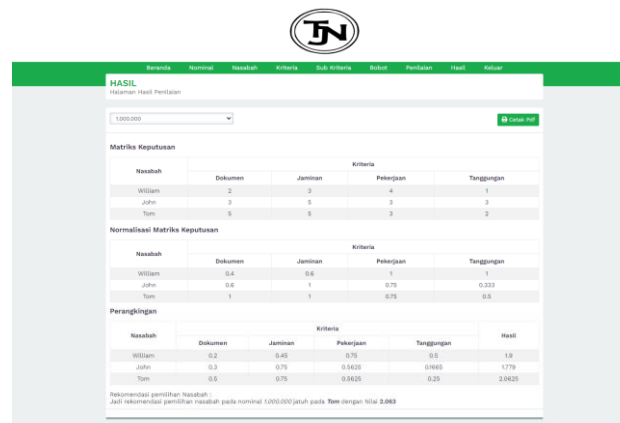 TJN
Beranda Nominal Nasabah Kriteria Sub Kriteria Bobot Penilaian Hasil Keluar
HASIL
Halaman Hasil Penilaian
1.000.000 Cetak Pdf
Matriks Keputusan
Nasabah Kriteria
Dokumen Jaminan Pekerjaan Tanggungan
William 2 3 4 1
John 3 5 3 3
Tom 5 5 3 2
Normalisasi Matriks Keputusan
Nasabah Kriteria
Dokumen Jaminan Pekerjaan Tanggungan
William 0.4 0.6 1 1
John 0.6 1 0.75 0.333
Tom 1 1 0.75 0.5
Perangkingan
Nasabah Kriteria Hasil
Dokumen Jaminan Pekerjaan Tanggungan
William 0.2 0.45 0.75 0.5 1.9
John 0.3 0.75 0.5625 0.1665 1.779
Tom 0.5 0.75 0.5625 0.25 2.0625
Rekomendasi pemilihan Nasabah :
Jadi rekomendasi pemilihan nasabah pada nominal 1.000.000 jatuh pada Tom dengan Nilai 2.063